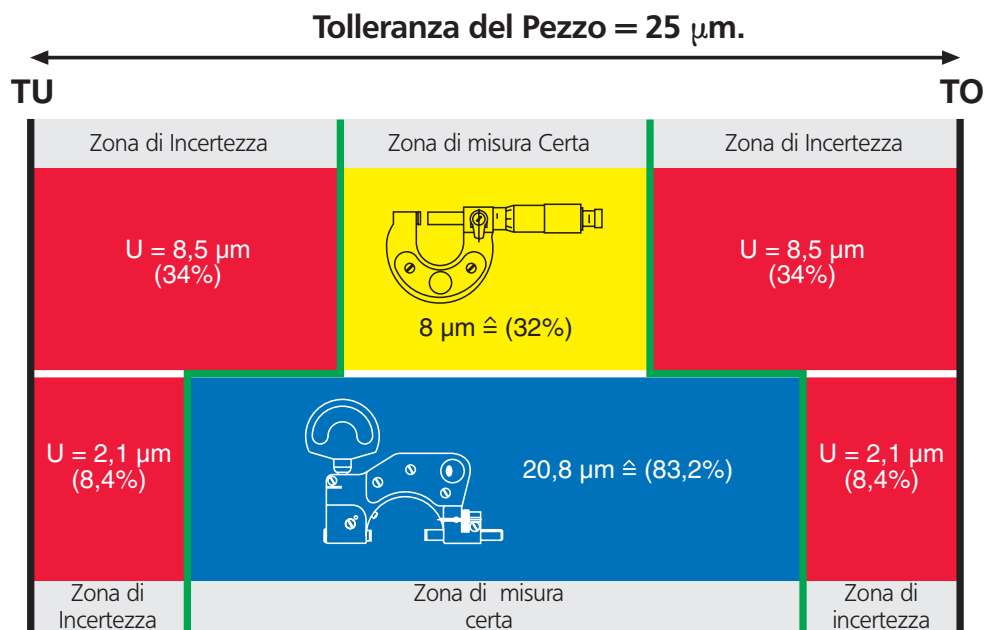 Tolleranza del Pezzo = 25 μm.
TU
TO
Zona di Incertezza
Zona di misura Certa
Zona di Incertezza
U = 8,5 μm
(34%)
8 μm ≙ (32%)
U = 8,5 μm
(34%)
U = 2,1 μm
(8,4%)
20,8 μm ≙ (83,2%)
U = 2,1 μm
(8,4%)
Zona di
Incertezza
Zona di misura
certa
Zona di
incertezza